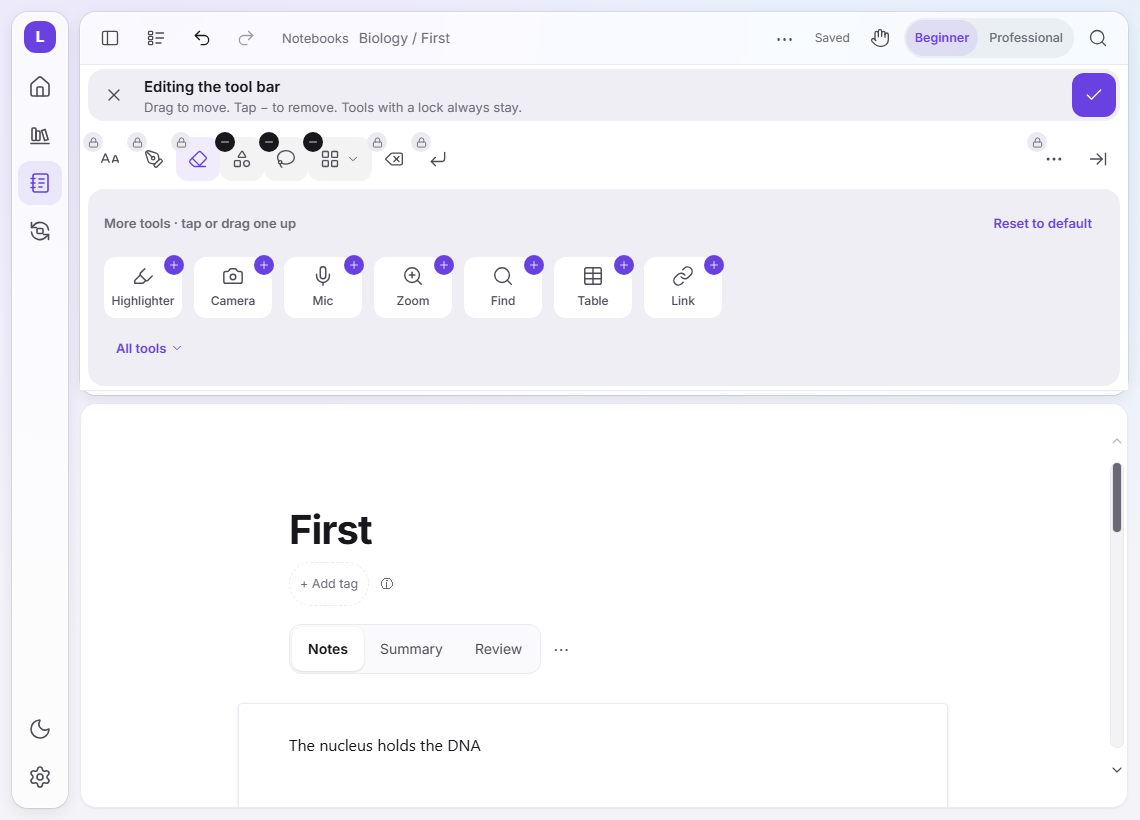 L
Notebooks Biology / First
Saved
Beginner Professional
Editing the tool bar
Drag to move. Tap − to remove. Tools with a lock always stay.
AA
More tools · tap or drag one up
Reset to default
Highlighter Camera Mic Zoom Find Table Link
All tools
First
+ Add tag
Notes Summary Review
The nucleus holds the DNA